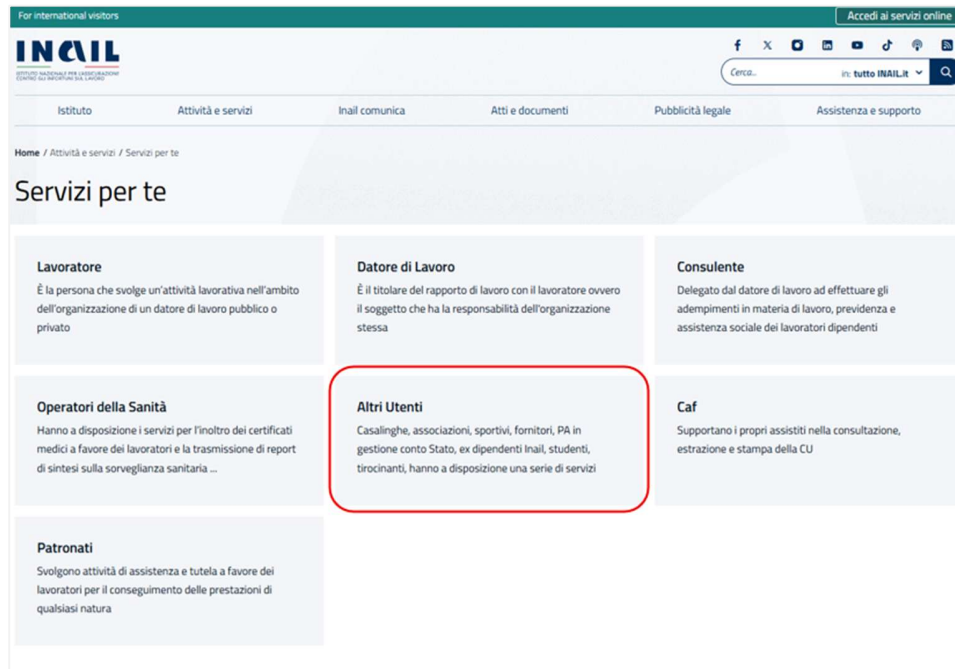 For international visitors
Accedi ai servizi online
INAIL
ISTITUTO NAZIONALE PER L'ASSICURAZIONE
CONTRO GLI INFORTUNI SUL LAVORO
Cerca..
in: tutto INAIL.it
Istituto
Attività e servizi
Inail comunica
Atti e documenti
Pubblicità legale
Assistenza e supporto
Home / Attività e servizi / Servizi per te
Servizi per te
Lavoratore
È la persona che svolge un'attività lavorativa nell'ambito
dell'organizzazione di un datore di lavoro pubblico o
privato
Datore di Lavoro
È il titolare del rapporto di lavoro con il lavoratore ovvero
il soggetto che ha la responsabilità dell'organizzazione
stessa
Consulente
Delegato dal datore di lavoro ad effettuare gli
adempimenti in materia di lavoro, previdenza e
assistenza sociale dei lavoratori dipendenti
Operatori della Sanità
Hanno a disposizione i servizi per l'inoltro dei certificati
medici a favore dei lavoratori e la trasmissione di report
di sintesi sulla sorveglianza sanitaria ...
Altri Utenti
Casalinghe, associazioni, sportivi, fornitori, PA in
gestione conto Stato, ex dipendenti Inail, studenti,
tirocinanti, hanno a disposizione una serie di servizi
Caf
Supportano i propri assistiti nella consultazione,
estrazione e stampa della CU
Patronati
Svolgono attività di assistenza e tutela a favore dei
lavoratori per il conseguimento delle prestazioni di
qualsiasi natura